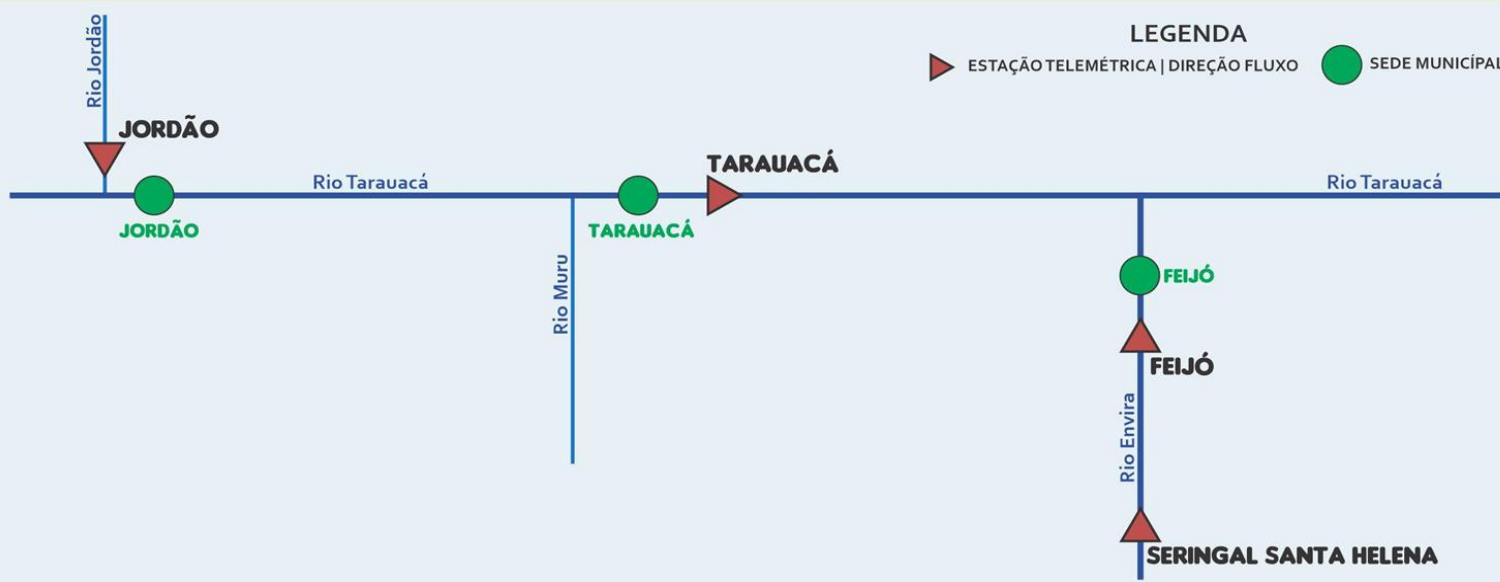 LEGENDA
ESTAÇÃO TELEMÉTRICA | DIREÇÃO FLUXO
SEDE MUNICÍPAL
Rio Jordão
JORDÃO
JORDÃO
Rio Tarauacá
TARAUACÁ
TARAUACÁ
Rio Tarauacá
Rio Muru
FEIJÓ
FEIJÓ
Rio Envira
SERINGAL SANTA HELENA